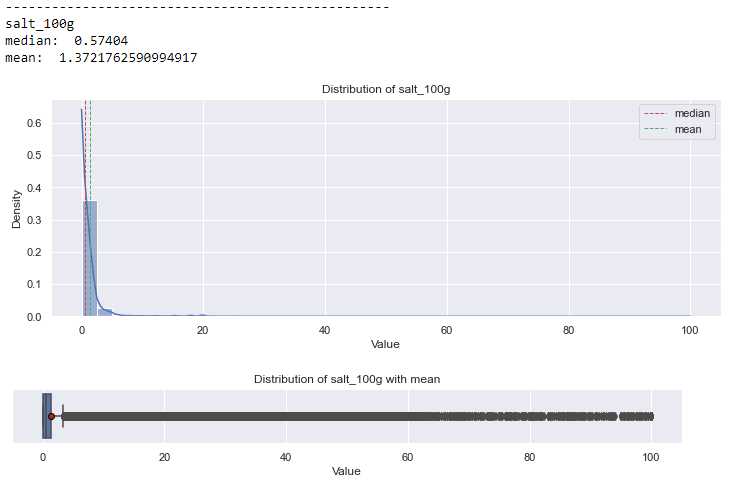 --------------------------------------------------
salt_100g
median:  0.57404
mean:  1.3721762590994917
Distribution of salt_100g
median
mean
0.6
0.5
0.4
0.3
0.2
0.1
0.0
Density
0 20 40 60 80 100
Value
Distribution of salt_100g with mean
0 20 40 60 80 100
Value